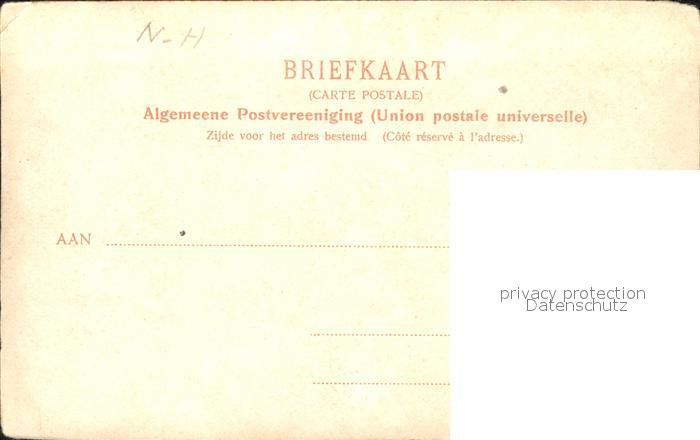 N-H
BRIEFKAART
(CARTE POSTALE)
Algemeene Postvereeniging (Union postale universelle)
Zijde voor het adres bestemd. (Côté réservé à l'adresse.)
AAN
privacy protection
Datenschutz